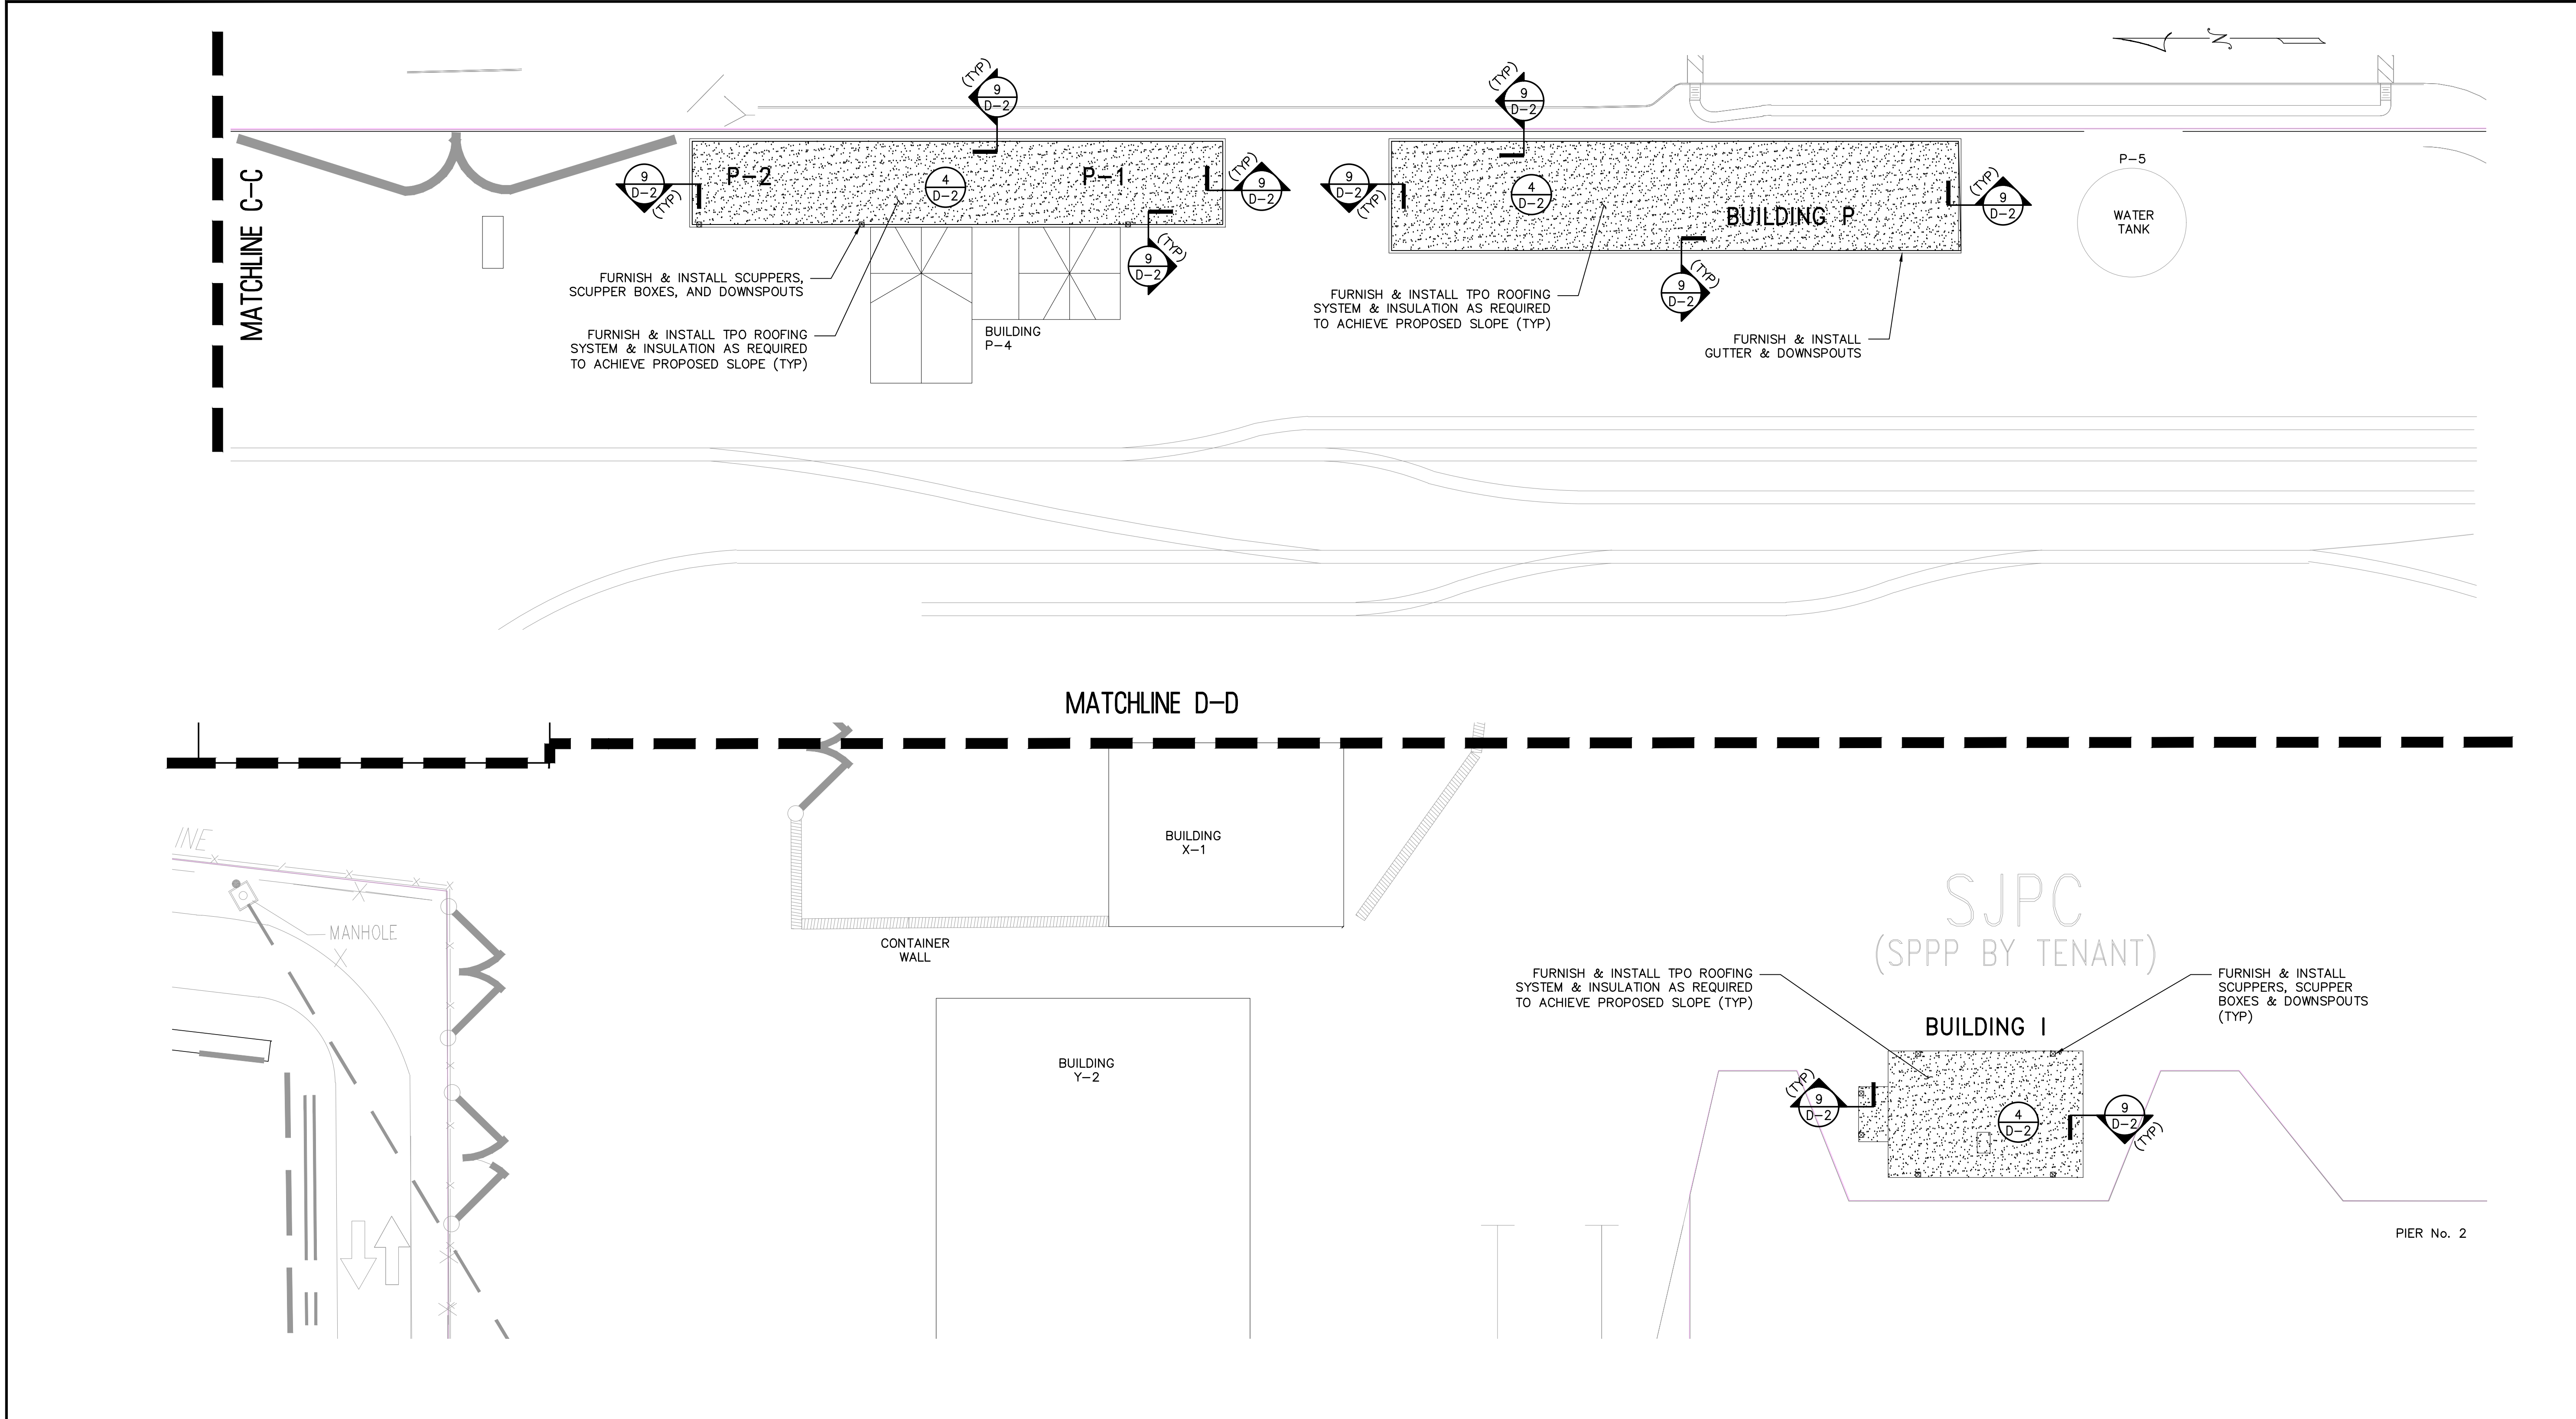 N
MATCHLINE C-C
(TYP)
9
D-2
9
D-2
(TYP)
P-2
4
D-2
P-1
(TYP)
9
D-2
(TYP)
9
D-2
FURNISH & INSTALL SCUPPERS,
SCUPPER BOXES, AND DOWNSPOUTS
FURNISH & INSTALL TPO ROOFING
SYSTEM & INSULATION AS REQUIRED
TO ACHIEVE PROPOSED SLOPE (TYP)
BUILDING
P-4
(TYP)
9
D-2
9
D-2
(TYP)
4
D-2
BUILDING P
(TYP)
9
D-2
(TYP)
9
D-2
FURNISH & INSTALL TPO ROOFING
SYSTEM & INSULATION AS REQUIRED
TO ACHIEVE PROPOSED SLOPE (TYP)
FURNISH & INSTALL
GUTTER & DOWNSPOUTS
P-5
WATER
TANK
MATCHLINE D-D
INE
MANHOLE
BUILDING
X-1
CONTAINER
WALL
BUILDING
Y-2
SJPC
(SPPP BY TENANT)
FURNISH & INSTALL TPO ROOFING
SYSTEM & INSULATION AS REQUIRED
TO ACHIEVE PROPOSED SLOPE (TYP)
FURNISH & INSTALL
SCUPPERS, SCUPPER
BOXES & DOWNSPOUTS
(TYP)
BUILDING I
(TYP)
9
D-2
4
D-2
9
D-2
(TYP)
PIER No. 2